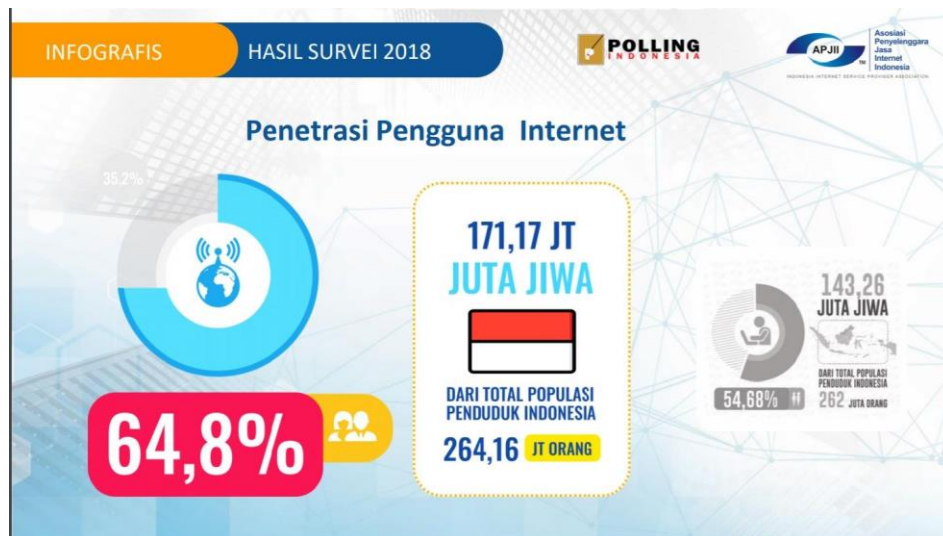 INFOGRAFIS
HASIL SURVEI 2018
POLLING
INDONESIA
APJII
TM
Asosiasi
Penyelenggara
Jasa
Internet
Indonesia
INDONESIA INTERNET SERVICE PROVIDER ASSOCIATION
Penetrasi Pengguna Internet
35.2%
64,8%
171,17 JT
JUTA JIWA
DARI TOTAL POPULASI
PENDUDUK INDONESIA
264,16 JT ORANG
143,26
JUTA JIWA
DARI TOTAL POPULASI
PENDUDUK INDONESIA
54,68%
262 JUTA ORANG